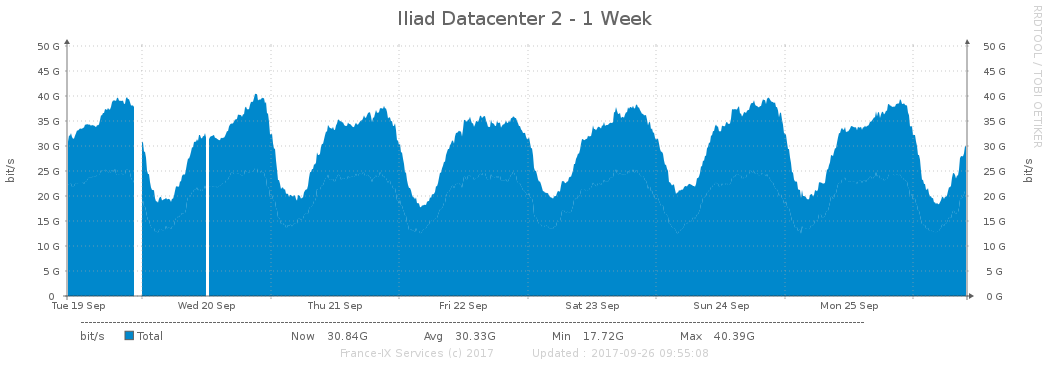 Iliad Datacenter 2 - 1 Week
RRDTOOL / TOBI OETIKER
50 G 50 G
45 G 45 G
40 G 40 G
35 G 35 G
30 G 30 G
25 G 25 G
20 G 20 G
15 G 15 G
10 G 10 G
5 G 5 G
0 0 G
bit/s
bit/s
Tue 19 Sep Wed 20 Sep Thu 21 Sep Fri 22 Sep Sat 23 Sep Sun 24 Sep Mon 25 Sep
bit/s Total Now 30.84G Avg 30.33G Min 17.72G Max 40.39G
France-IX Services (c) 2017 Updated : 2017-09-26 09:55:08